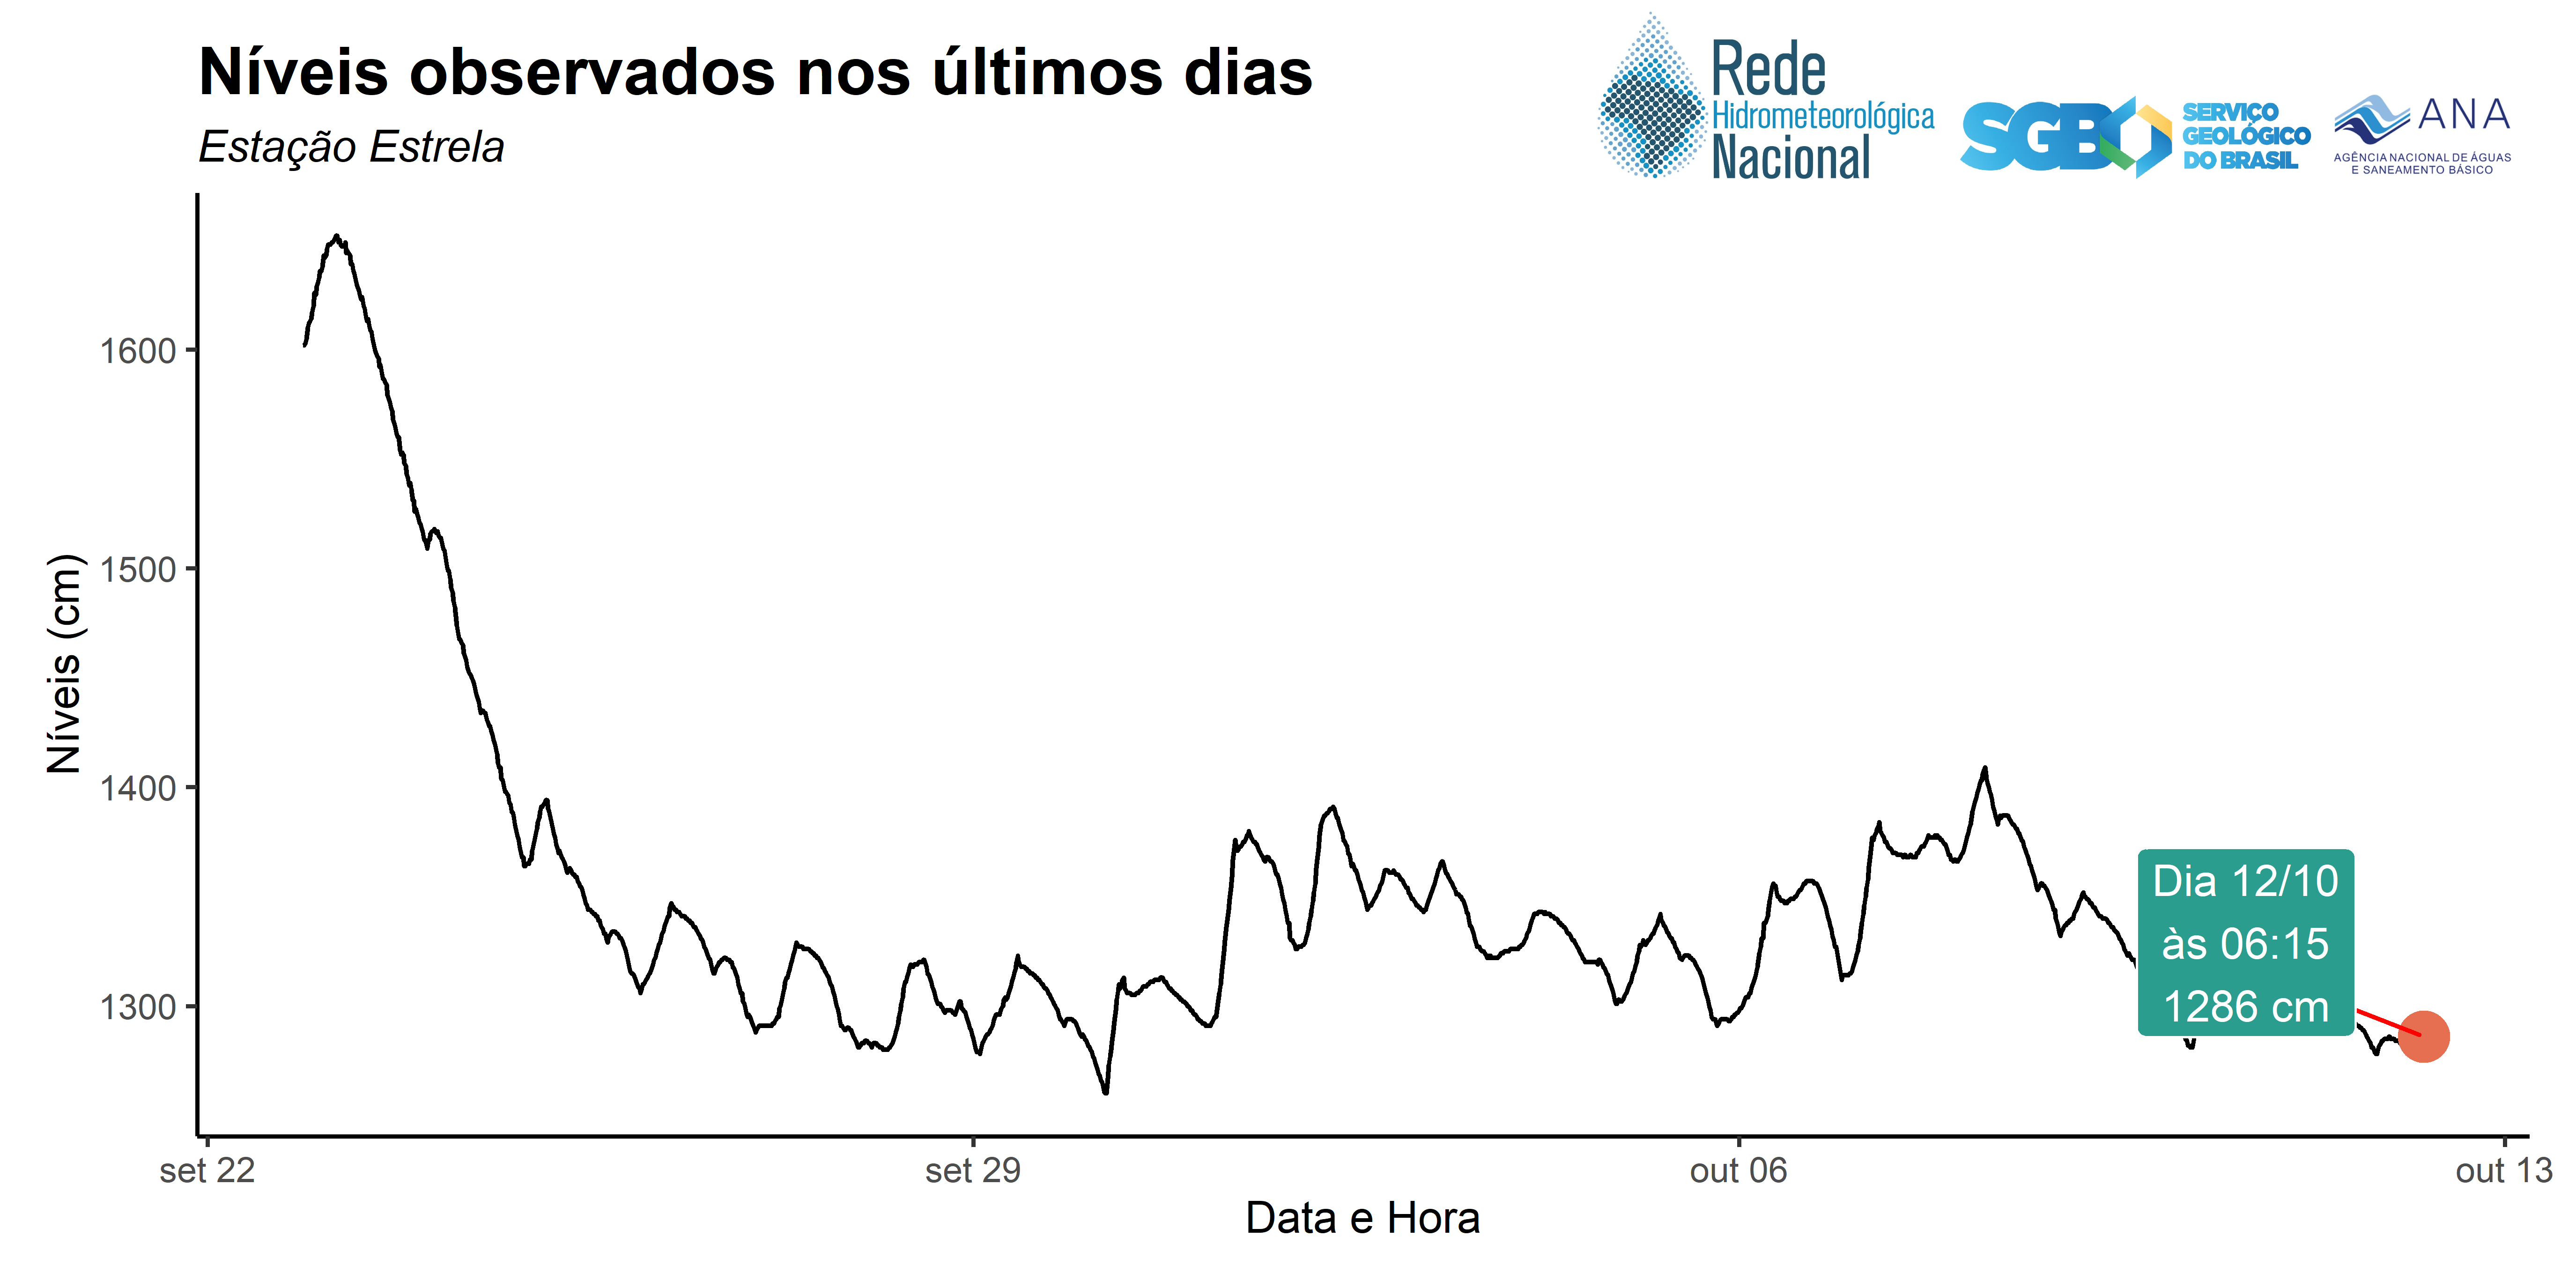 Níveis observados nos últimos dias
Estação Estrela
Rede
Hidrometeorológica
Nacional
SGB
SERVIÇO
GEOLÓGICO
DO BRASIL
ANA
AGÊNCIA NACIONAL DE ÁGUAS
E SANEAMENTO BÁSICO
Níveis (cm)
1600
1500
1400
1300
Dia 12/10
às 06:15
1286 cm
set 22
set 29
out 06
out 13
Data e Hora